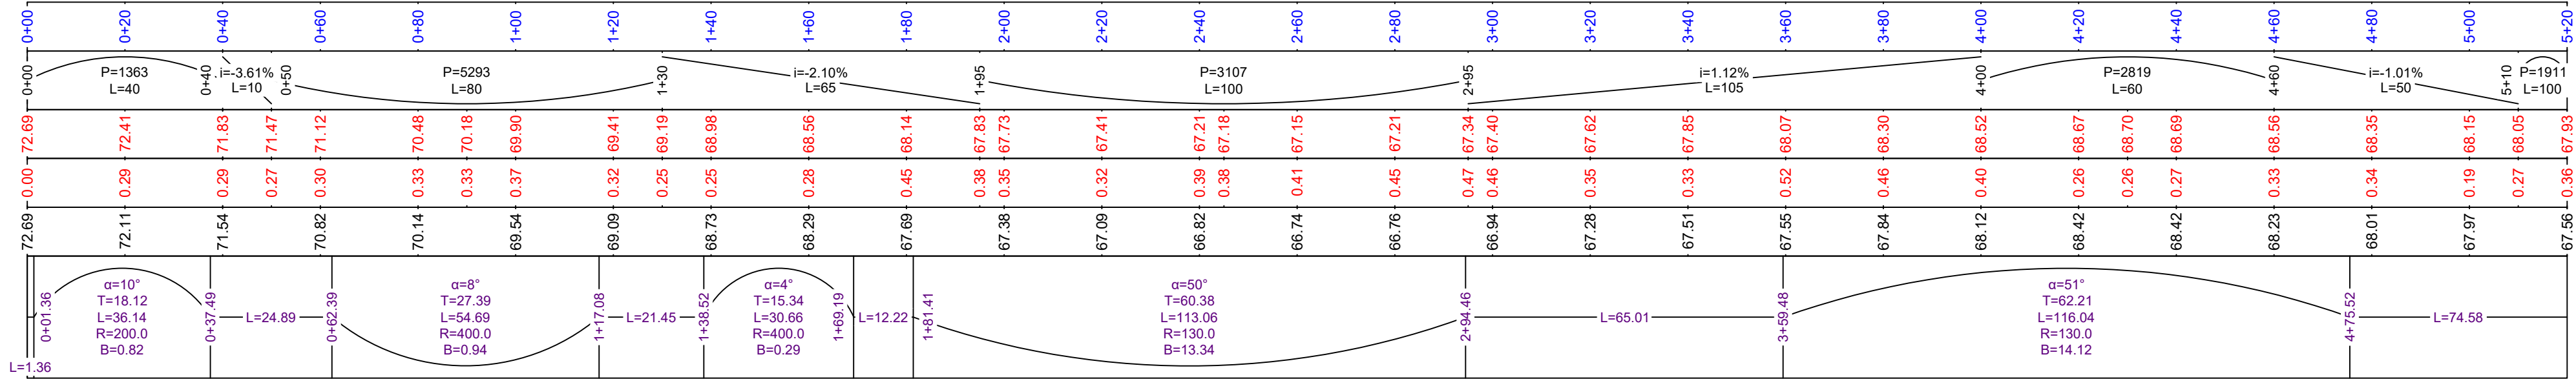 0+00 0+20 0+40 0+60 0+80 1+00 1+20 1+40 1+60 1+80 2+00 2+20 2+40 2+60 2+80 3+00 3+20 3+40 3+60 3+80 4+00 4+20 4+40 4+60 4+80 5+00 5+20
0+00
P=1363
L=40
0+40
i=-3.61%
L=10
0+50
P=5293
L=80
1+30
i=-2.10%
L=65
1+95
P=3107
L=100
2+95
i=1.12%
L=105
4+00
P=2819
L=60
4+60
i=-1.01%
L=50
5+10
P=1911
L=100
72.69 72.41 71.83 71.47 71.12 70.48 70.18 69.90 69.41 69.19 68.98 68.56 68.14 67.83 67.73 67.41 67.21 67.18 67.15 67.21 67.34 67.40 67.62 67.85 68.07 68.30 68.52 68.67 68.70 68.69 68.56 68.35 68.15 68.05 67.93
0.00 0.29 0.29 0.27 0.30 0.33 0.33 0.37 0.32 0.25 0.25 0.28 0.45 0.38 0.35 0.32 0.39 0.38 0.41 0.45 0.47 0.46 0.35 0.33 0.52 0.46 0.40 0.26 0.26 0.27 0.33 0.34 0.19 0.27 0.36
72.69 72.11 71.54 70.82 70.14 69.54 69.09 68.73 68.29 67.69 67.38 67.09 66.82 66.74 66.76 66.94 67.28 67.51 67.55 67.84 68.12 68.42 68.42 68.23 68.01 67.97 67.56
L=1.36
0+01.36
α=10°
T=18.12
L=36.14
R=200.0
B=0.82
0+37.49
L=24.89
0+62.39
α=8°
T=27.39
L=54.69
R=400.0
B=0.94
1+17.08
L=21.45
1+38.52
α=4°
T=15.34
L=30.66
R=400.0
B=0.29
1+69.19
L=12.22
1+81.41
α=50°
T=60.38
L=113.06
R=130.0
B=13.34
2+94.46
L=65.01
3+59.48
α=51°
T=62.21
L=116.04
R=130.0
B=14.12
4+75.52
L=74.58